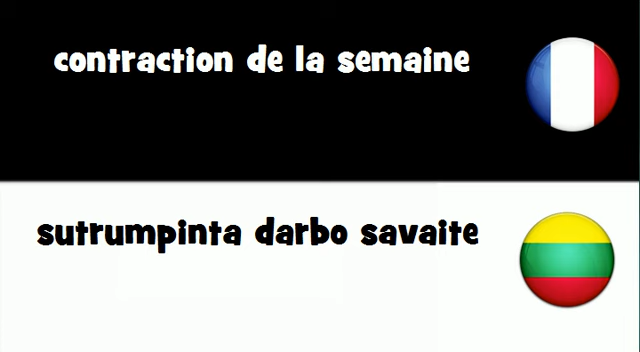 contraction de la semaine
sutrumpinta darbo savaite